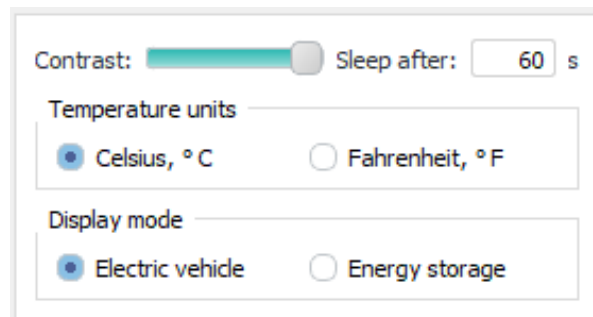 Contrast: Sleep after: 60 s
Temperature units
Celsius, °C Fahrenheit, °F
Display mode
Electric vehicle Energy storage